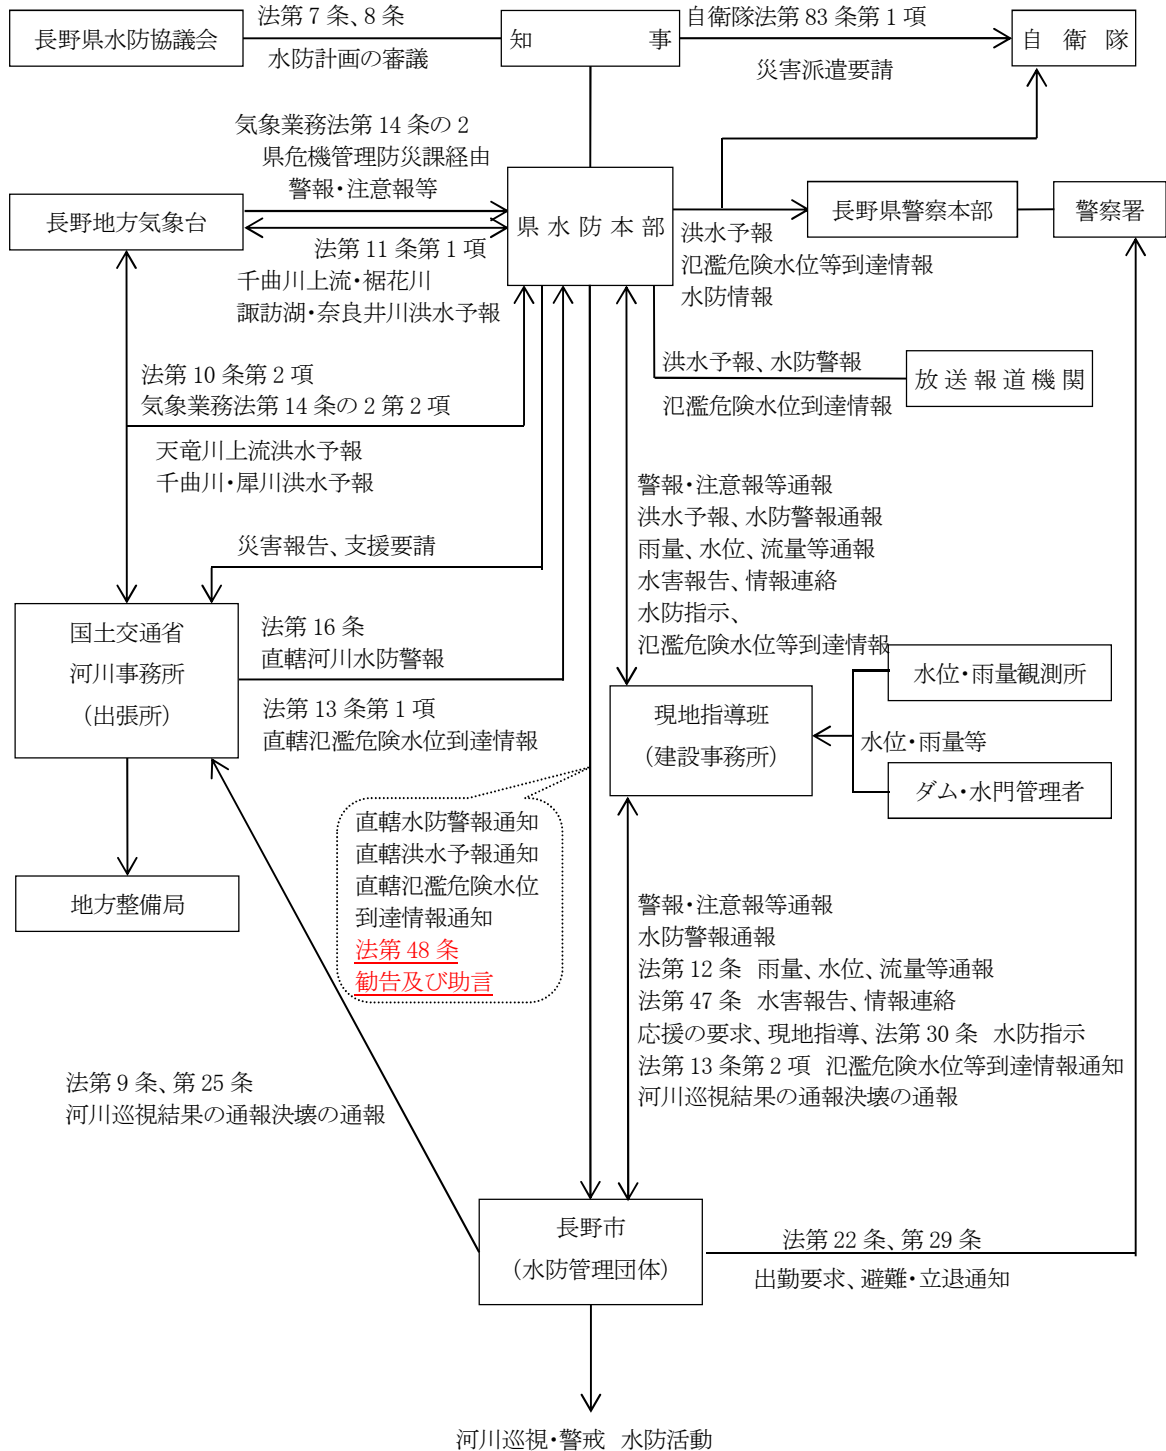 法第7条、8条
自衛隊法第83条第1項
長野県水防協議会
知　　事
自 衛 隊
水防計画の審議
災害派遣要請
気象業務法第14条の2
県危機管理防災課経由
警報・注意報等
長野地方気象台
県水防本部
長野県警察本部
警察署
法第11条第1項
千曲川上流・裾花川
諏訪湖・奈良井川洪水予報
洪水予報
氾濫危険水位等到達情報
水防情報
洪水予報、水防警報
放送報道機関
氾濫危険水位到達情報
法第10条第2項
気象業務法第14条の2第2項
天竜川上流洪水予報
千曲川・犀川洪水予報
警報・注意報等通報
洪水予報、水防警報通報
雨量、水位、流量等通報
水害報告、情報連絡
水防指示、
氾濫危険水位等到達情報
災害報告、支援要請
国土交通省
河川事務所
（出張所）
法第16条
直轄河川水防警報
法第13条第1項
直轄氾濫危険水位到達情報
現地指導班
（建設事務所）
水位・雨量観測所
水位・雨量等
ダム・水門管理者
直轄水防警報通知
直轄洪水予報通知
直轄氾濫危険水位
到達情報通知
法第48条
勧告及び助言
地方整備局
警報・注意報等通報
水防警報通報
法第12条 雨量、水位、流量等通報
法第47条 水害報告、情報連絡
応援の要求、現地指導、法第30条 水防指示
法第13条第2項 氾濫危険水位等到達情報通知
河川巡視結果の通報決壊の通報
法第9条、第25条
河川巡視結果の通報決壊の通報
長野市
（水防管理団体）
法第22条、第29条
出勤要求、避難・立退通知
河川巡視・警戒 水防活動